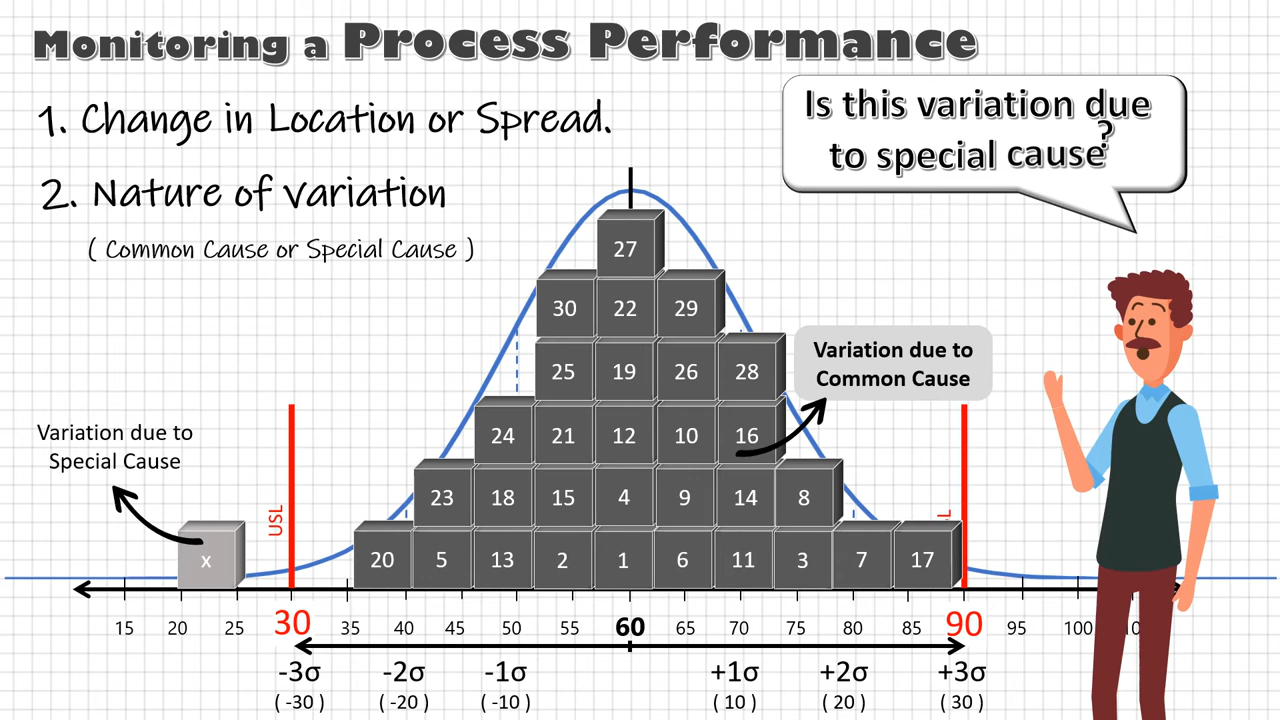 Monitoring a Process Performance
1. Change in Location or Spread.
2. Nature of Variation
( Common Cause or Special Cause )
Is this variation due
to special cause?
27
30 22 29
25 19 26 28
24 21 12 10 16
23 18 15 4 9 14 8
20 5 13 2 1 6 11 3 7 17
Variation due to
Common Cause
Variation due to
Special Cause
x
USL
L
15 20 25 30 35 40 45 50 55 60 65 70 75 80 85 90 95 100
-3σ -2σ -1σ +1σ +2σ +3σ
( -30 ) ( -20 ) ( -10 ) ( 10 ) ( 20 ) ( 30 )